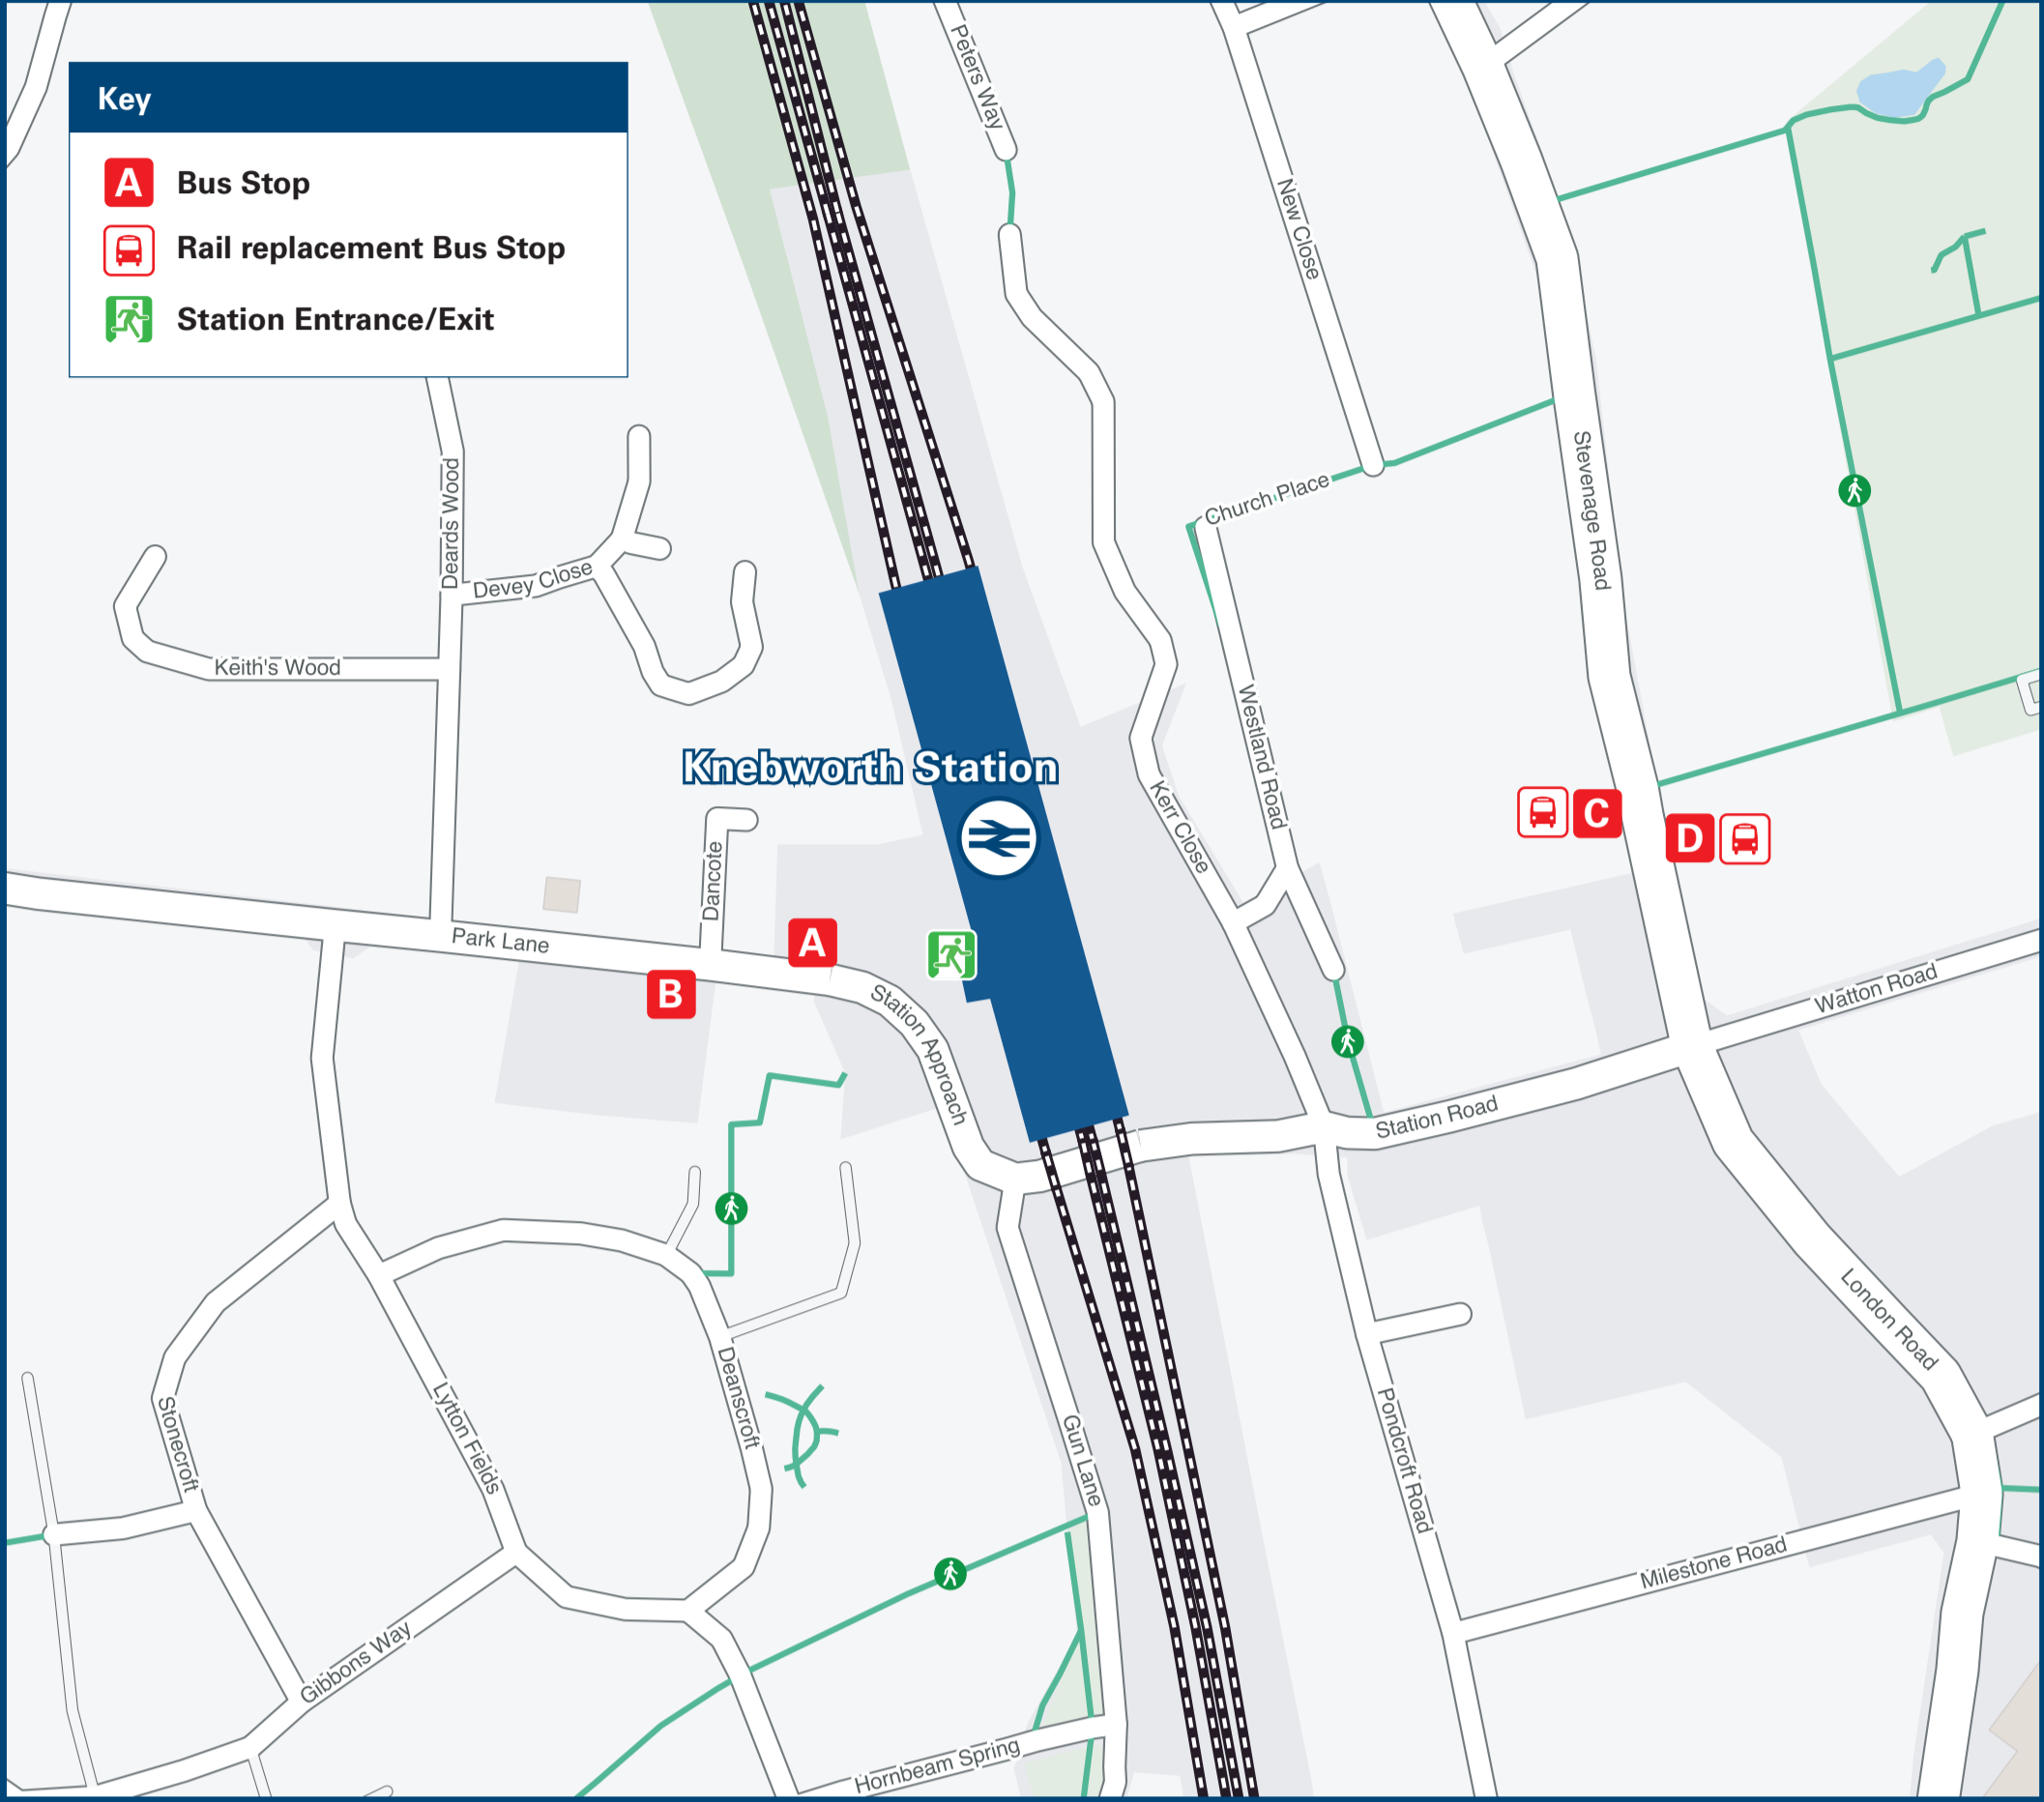 Key
A
Bus Stop
Rail replacement Bus Stop
Station Entrance/Exit
Peters Way
New Close
Stevenage Road
Church Place
Deards Wood
Devey Close
Keith's Wood
Westland Road
Knebworth Station
Kerr Close
C
D
Dancote
Park Lane
A
B
Station Approach
Watton Road
Station Road
London Road
Stonecroft
Lytton Fields
Deanscroft
Gun Lane
Pondcroft Road
Milestone Road
Gibbons Way
Hornbeam Spring